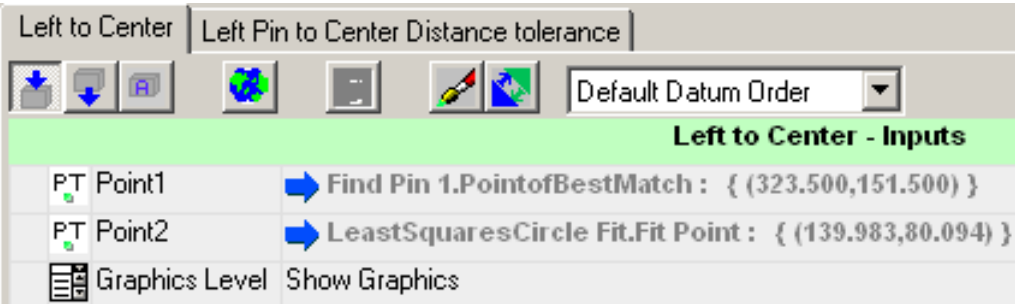 Left to Center Left Pin to Center Distance tolerance
A Default Datum Order
Left to Center - Inputs
PT Point1 Find Pin 1.PointofBestMatch : { (323.500,151.500) }
PT Point2 LeastSquaresCircle Fit.Fit Point : { (139.983,80.094) }
Graphics Level Show Graphics